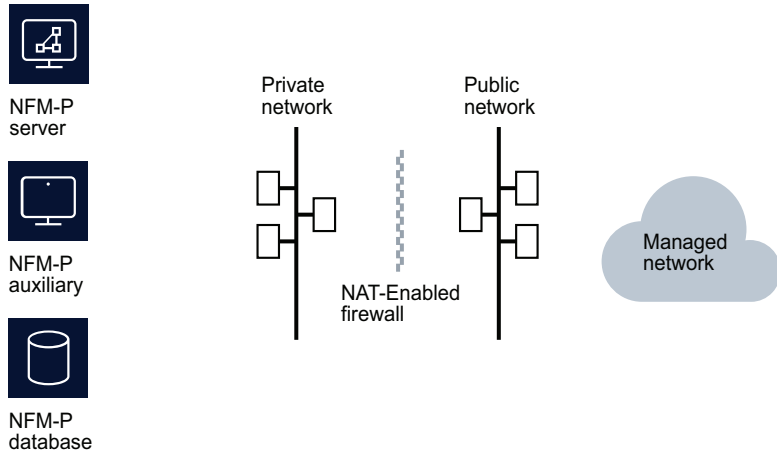 NFM-P
server
Private
network
Public
network
NFM-P
auxiliary
Managed
network
NAT-Enabled
firewall
NFM-P
database